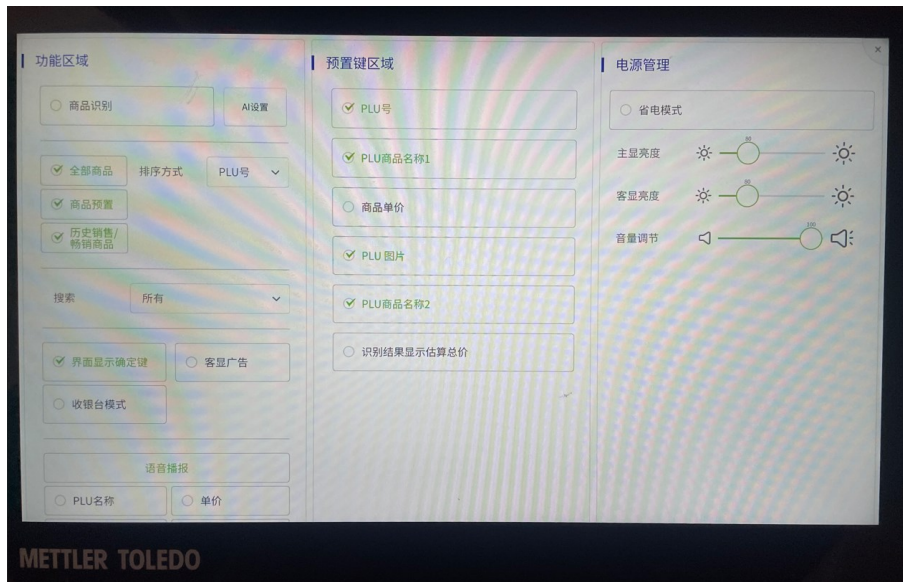 功能区域
商品识别
AI设置
全部商品
排序方式
PLU号
商品预置
历史销售/
畅销商品
搜索
所有
界面显示确定键
客显广告
收银台模式
语音播报
PLU名称
单价
预置键区域
PLU号
PLU商品名称1
商品单价
PLU 图片
PLU商品名称2
识别结果显示估算总价
电源管理
省电模式
主显亮度
客显亮度
音量调节
100
METTLER TOLEDO